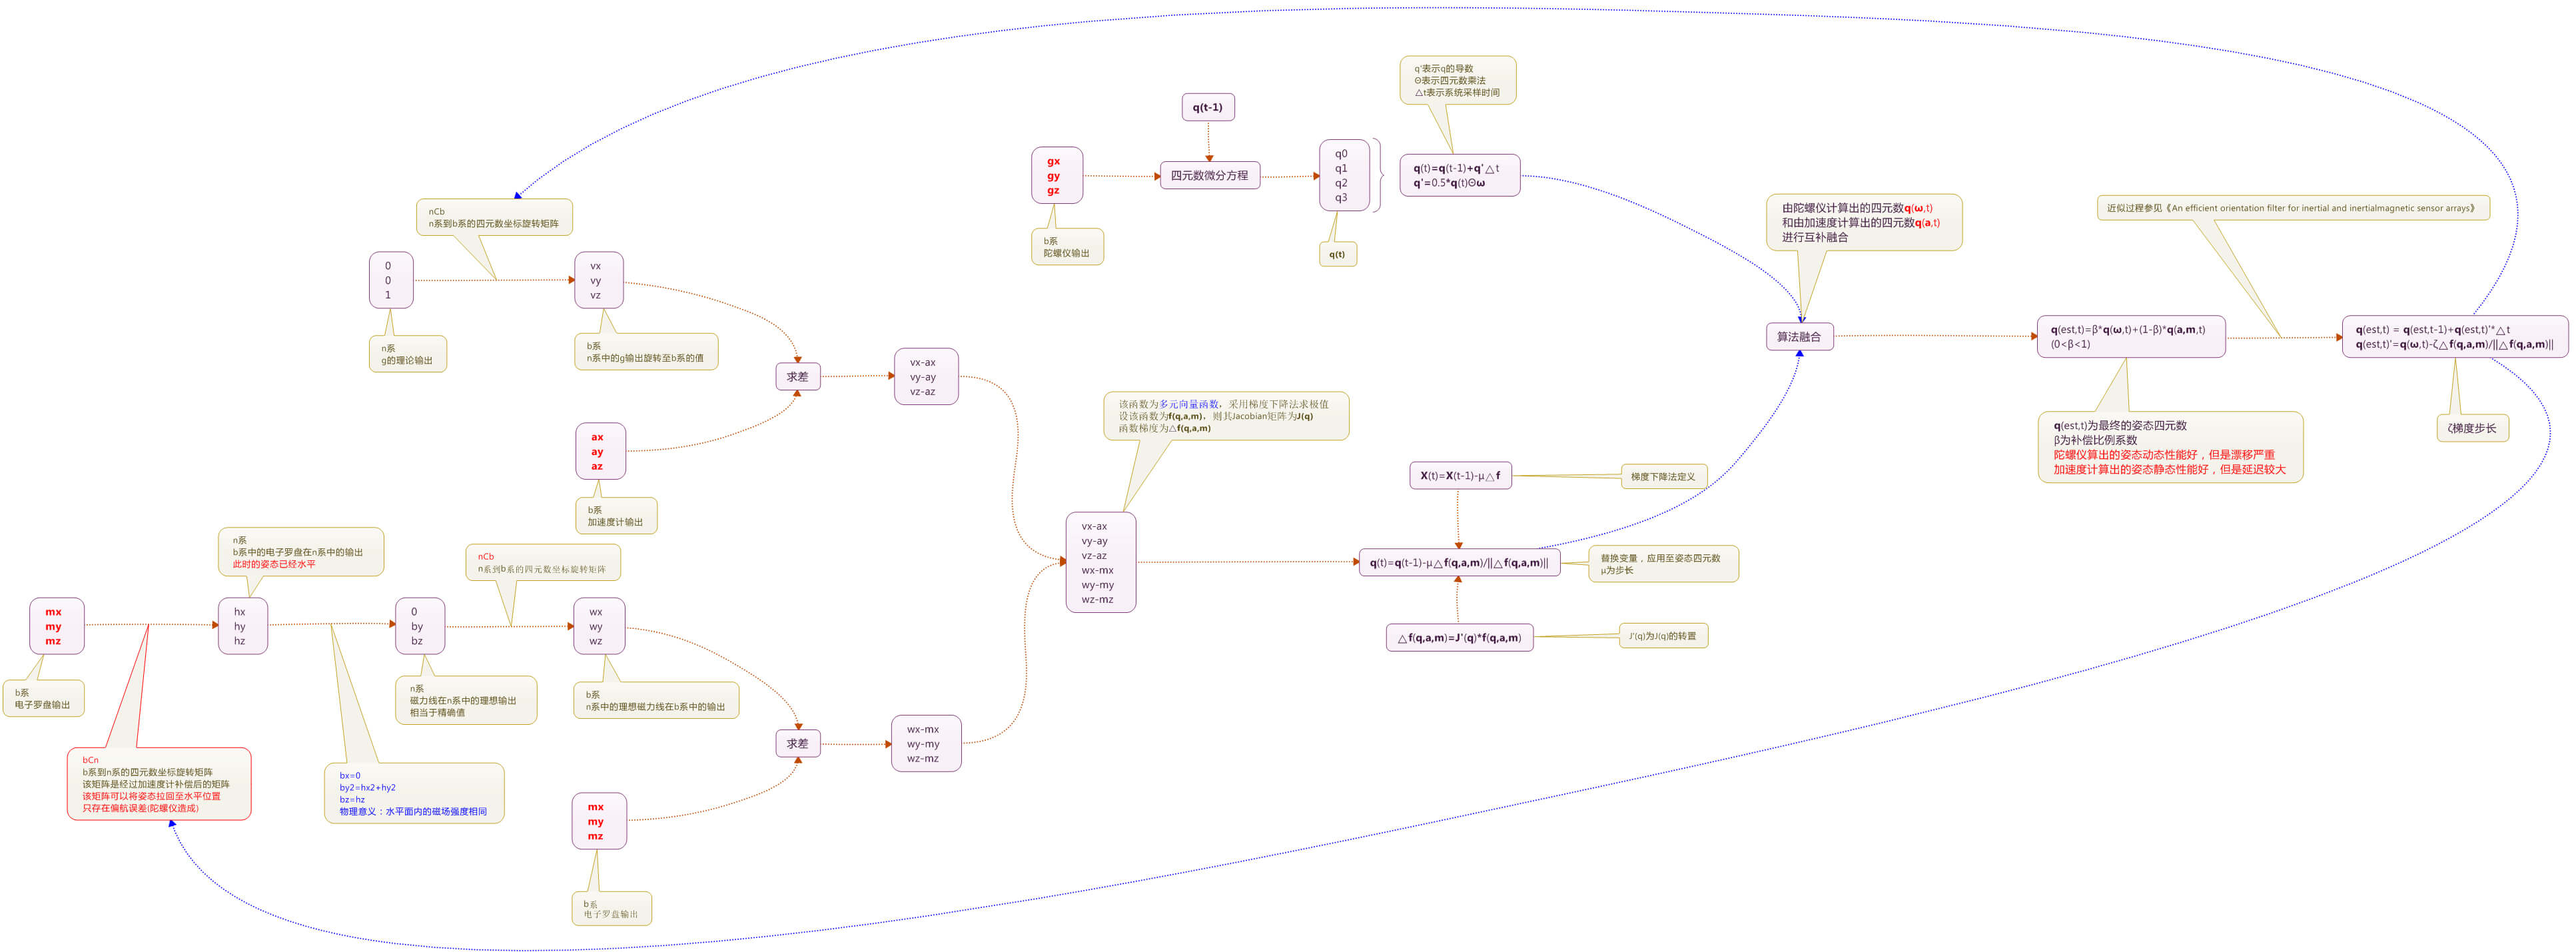 q'表示q的导数
Θ表示四元数乘法
△t表示系统采样时间
q(t-1)
gx
gy
gz
四元数微分方程
q0
q1
q2
q3
q(t)=q(t-1)+q'△t
q'=0.5*q(t)Θω
b系
陀螺仪输出
q(t)
nCb
n系到b系的四元数坐标旋转矩阵
0
0
1
vx
vy
vz
n系
g的理论输出
b系
n系中的g输出旋转至b系的值
求差
vx-ax
vy-ay
vz-az
ax
ay
az
b系
加速度计输出
由陀螺仪计算出的四元数q(ω,t)
和由加速度计算出的四元数q(a,t)
进行互补融合
近似过程参见《An efficient orientation filter for inertial and inertialmagnetic sensor arrays》
算法融合
q(est,t)=β*q(ω,t)+(1-β)*q(a,m,t)
(0<β<1)
q(est,t) = q(est,t-1)+q(est,t)'*△t
q(est,t)'=q(ω,t)-ζ△f(q,a,m)/||△f(q,a,m)||
q(est,t)为最终的姿态四元数
β为补偿比例系数
陀螺仪算出的姿态动态性能好，但是漂移严重
加速度计算出的姿态静态性能好，但是延迟较大
ζ梯度步长
该函数为多元向量函数，采用梯度下降法求极值
设该函数为f(q,a,m)，则其Jacobian矩阵为J(q)
函数梯度为△f(q,a,m)
vx-ax
vy-ay
vz-az
wx-mx
wy-my
wz-mz
X(t)=X(t-1)-μ△f
梯度下降法定义
q(t)=q(t-1)-μ△f(q,a,m)/||△f(q,a,m)||
替换变量，应用至姿态四元数
μ为步长
△f(q,a,m)=J'(q)*f(q,a,m)
J'(q)为J(q)的转置
n系
b系中的电子罗盘在n系中的输出
此时的姿态已经水平
nCb
n系到b系的四元数坐标旋转矩阵
mx
my
mz
hx
hy
hz
0
by
bz
wx
wy
wz
b系
电子罗盘输出
n系
磁力线在n系中的理想输出
相当于精确值
b系
n系中的理想磁力线在b系中的输出
bCn
b系到n系的四元数坐标旋转矩阵
该矩阵是经过加速度计补偿后的矩阵
该矩阵可以将姿态拉回至水平位置
只存在偏航误差(陀螺仪造成)
bx=0
by2=hx2+hy2
bz=hz
物理意义：水平面内的磁场强度相同
求差
wx-mx
wy-my
wz-mz
mx
my
mz
b系
电子罗盘输出